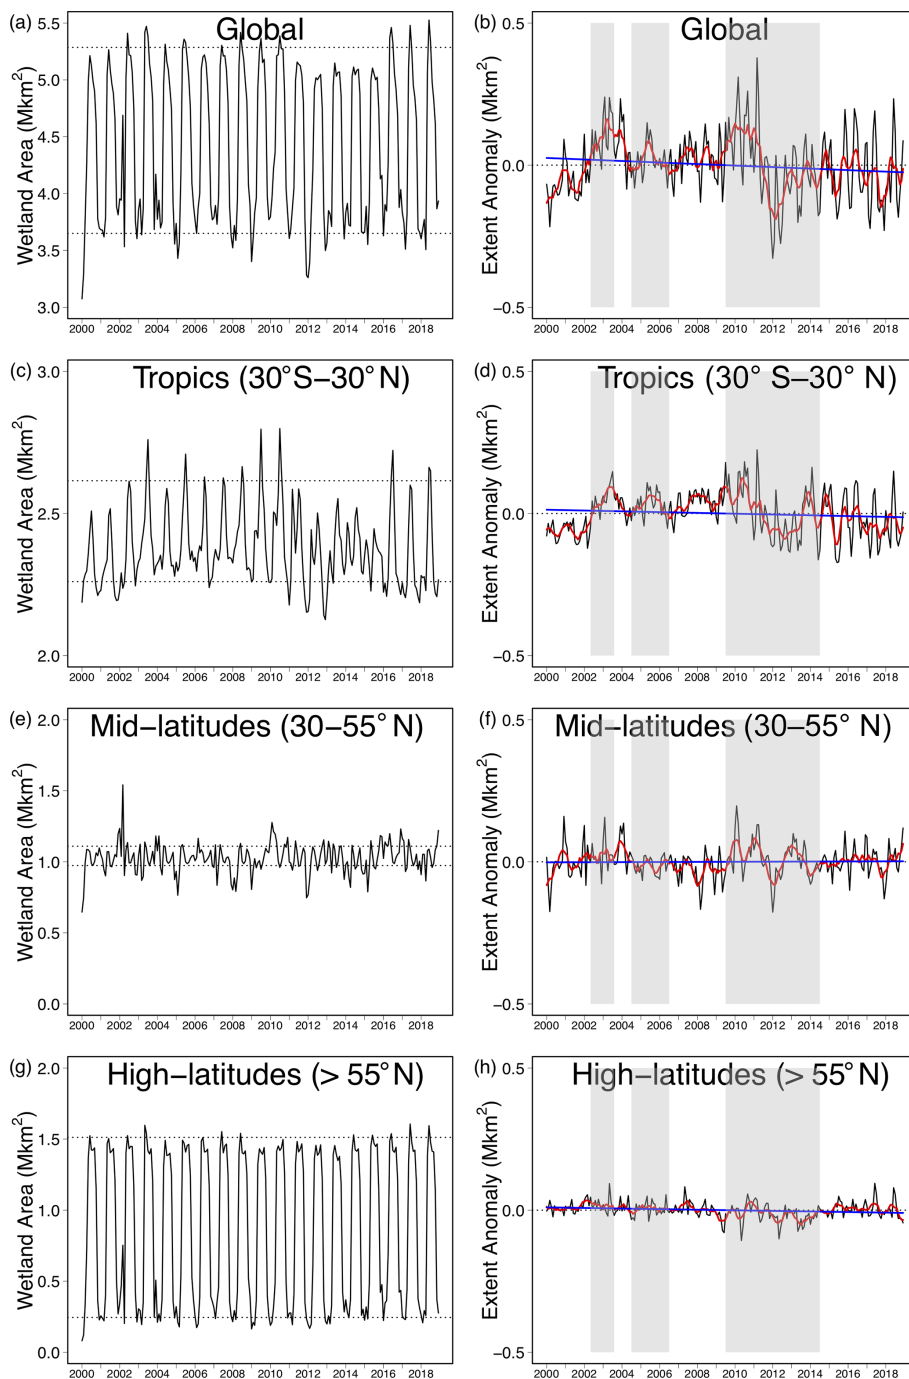 (a)
Global
Wetland Area (Mkm²)
5.5
5.0
4.5
4.0
3.5
3.0
2000 2002 2004 2006 2008 2010 2012 2014 2016 2018
(b)
Global
Extent Anomaly (Mkm²)
0.5
0.0
−0.5
2000 2002 2004 2006 2008 2010 2012 2014 2016 2018
(c)
Tropics (30°S−30°N)
Wetland Area (Mkm²)
3.0
2.5
2.0
2000 2002 2004 2006 2008 2010 2012 2014 2016 2018
(d)
Tropics (30° S−30° N)
Extent Anomaly (Mkm²)
0.5
0.0
−0.5
2000 2002 2004 2006 2008 2010 2012 2014 2016 2018
(e)
Mid−latitudes (30−55° N)
Wetland Area (Mkm²)
2.0
1.5
1.0
0.5
0.0
2000 2002 2004 2006 2008 2010 2012 2014 2016 2018
(f)
Mid−latitudes (30−55° N)
Extent Anomaly (Mkm²)
0.5
0.0
−0.5
2000 2002 2004 2006 2008 2010 2012 2014 2016 2018
(g)
High−latitudes (> 55°N)
Wetland Area (Mkm²)
2.0
1.5
1.0
0.5
0.0
2000 2002 2004 2006 2008 2010 2012 2014 2016 2018
(h)
High−latitudes (> 55°N)
Extent Anomaly (Mkm²)
0.5
0.0
−0.5
2000 2002 2004 2006 2008 2010 2012 2014 2016 2018